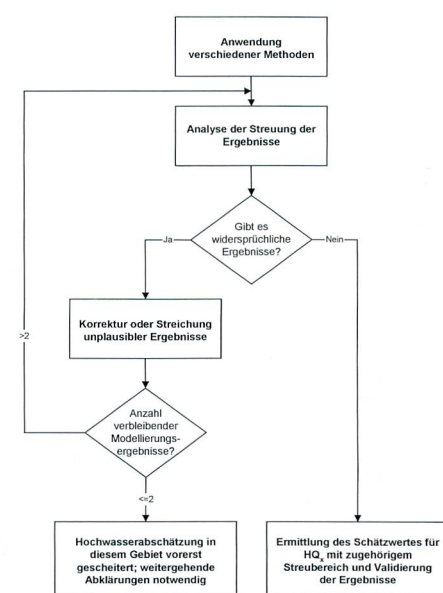 Anwendung
verschiedener Methoden
Analyse der Streuung der
Ergebnisse
Gibt es
widersprüchliche
Ergebnisse?
Ja
Nein
Korrektur oder Streichung
unplausibler Ergebnisse
>2
Anzahl
verbleibender
Modellierungs-
ergebnisse?
<=2
Hochwasserabschätzung in
diesem Gebiet vorerst
gescheitert; weitergehende
Abklärungen notwendig
Ermittlung des Schätzwertes für
HQx mit zugehörigem
Streubereich und Validierung
der Ergebnisse